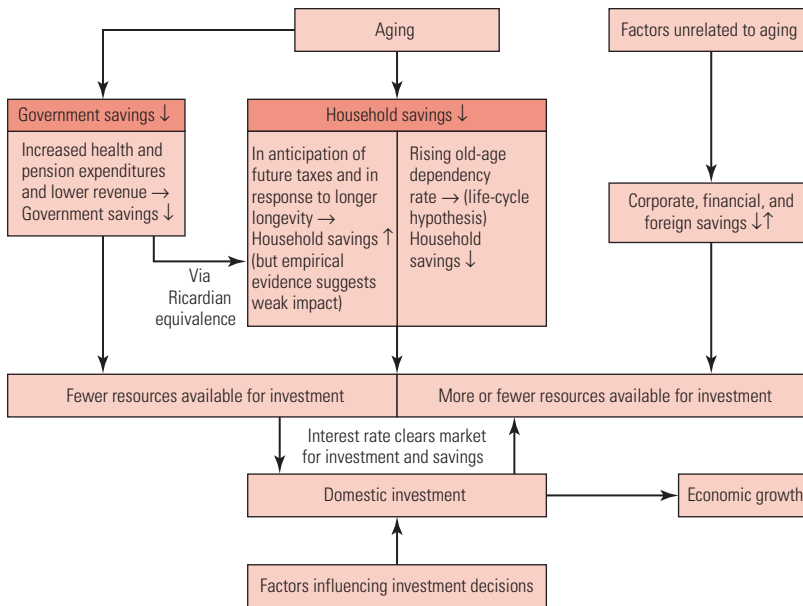 Aging
Factors unrelated to aging
Government savings ↓
Increased health and
pension expenditures
and lower revenue →
Government savings ↓
Household savings ↓
In anticipation of
future taxes and in
response to longer
longevity →
Household savings ↑
(but empirical
evidence suggests
weak impact)
Rising old-age
dependency
rate → (life-cycle
hypothesis)
Household
savings ↓
Corporate, financial, and
foreign savings ↓↑
Via
Ricardian
equivalence
Fewer resources available for investment
More or fewer resources available for investment
Interest rate clears market
for investment and savings
Domestic investment
Economic growth
Factors influencing investment decisions